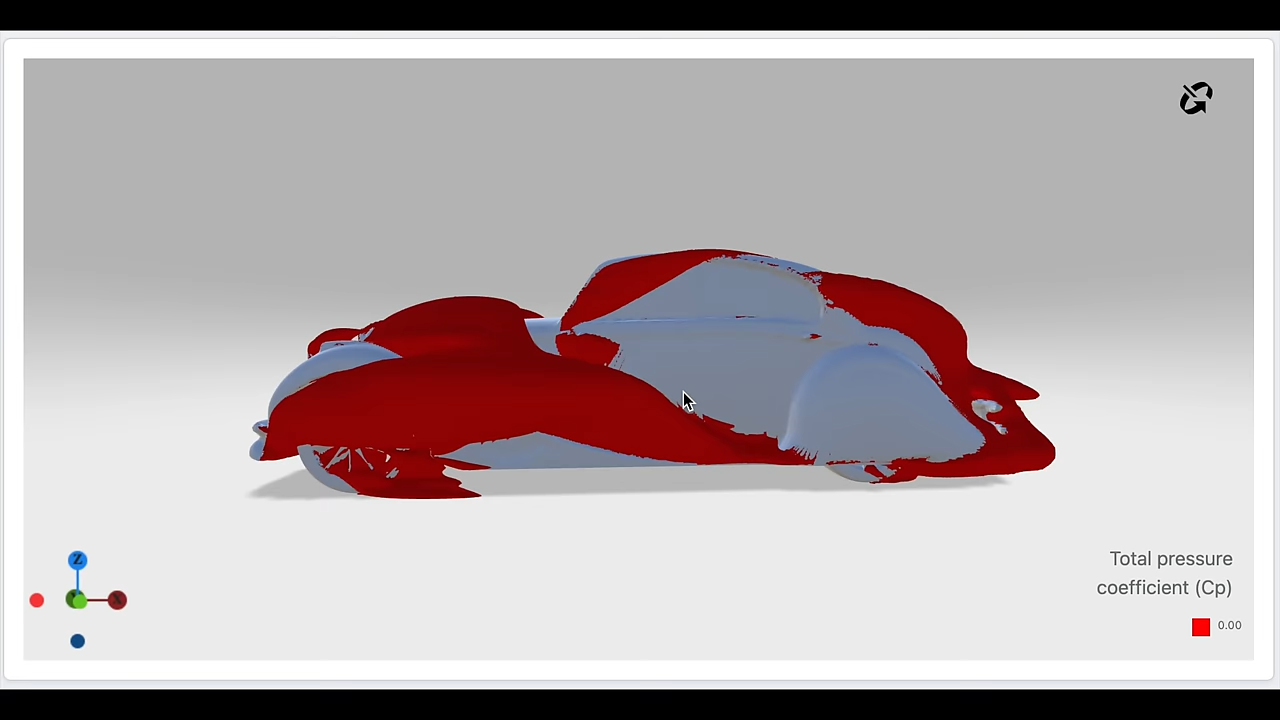 Z
X
Total pressure
coefficient (Cp)
0.00